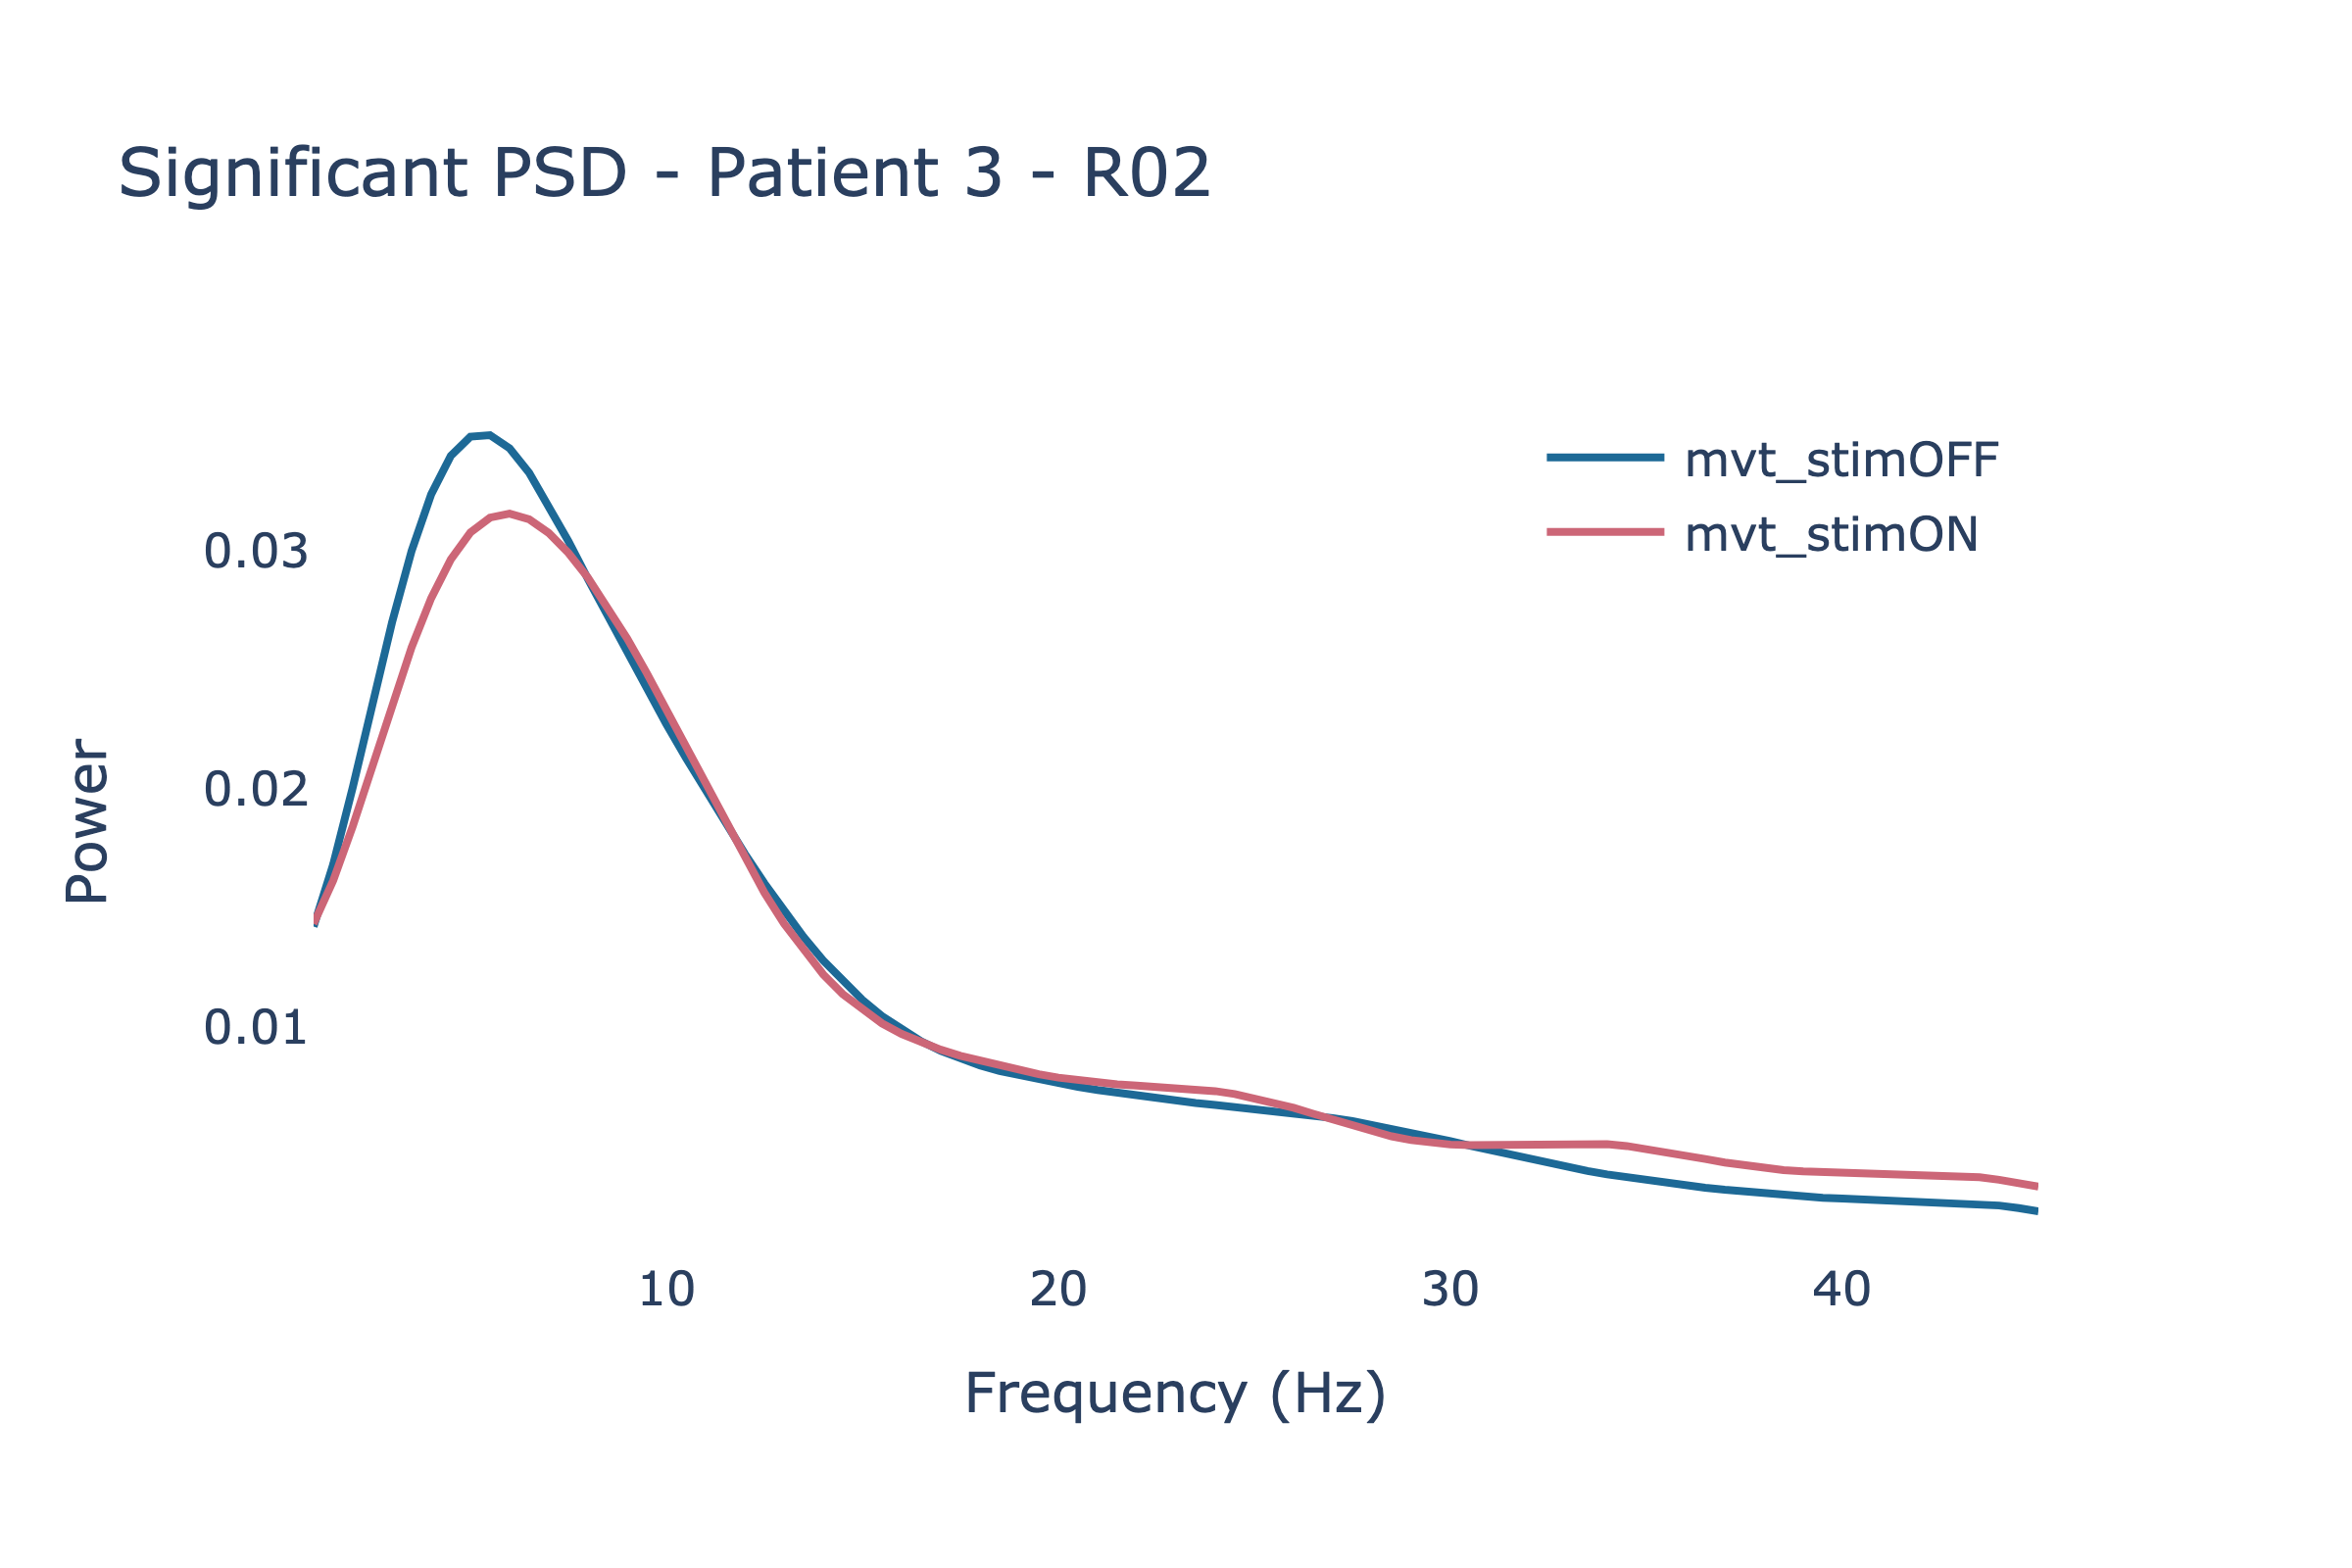 Significant PSD - Patient 3 - R02
mvt_stimOFF
mvt_stimON
0.03
0.02
0.01
Power
10 20 30 40
Frequency (Hz)